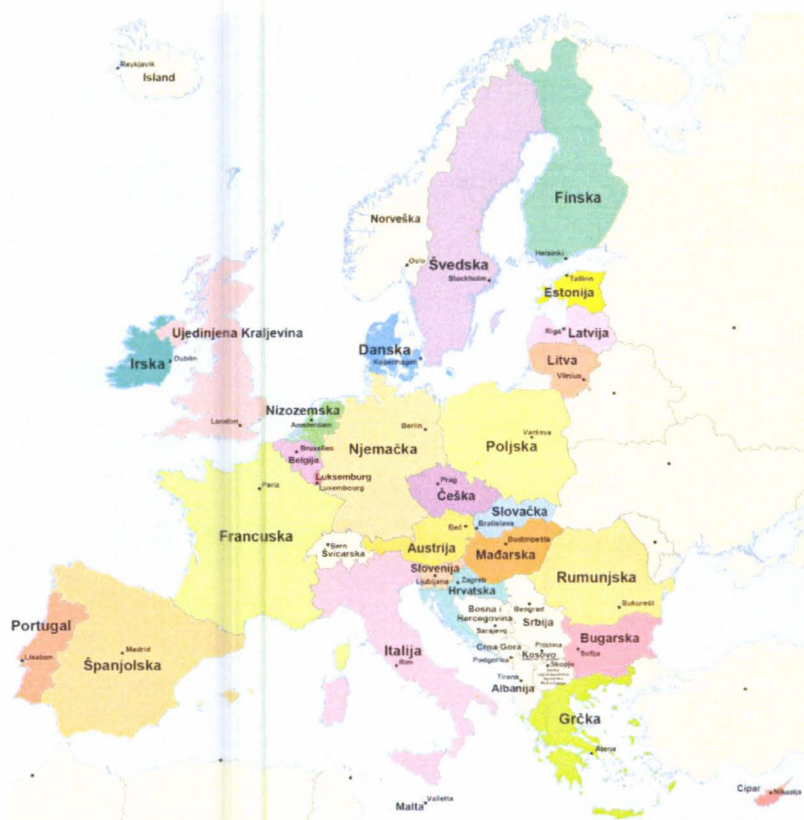 Reykjavik
Island
Finska
Norveška
Helsinki
Oslo
Švedska
Stockholm
Tallinn
Estonija
Riga
Latvija
Ujedinjena Kraljevina
Irska
Dublin
Danska
Kopenhagen
Litva
Vilnius
Nizozemska
Amsterdam
London
Berlin
Varšava
Njemačka
Poljska
Bruxelles
Belgija
Luksemburg
Luxembourg
Pariz
Prag
Češka
Slovačka
Bratislava
Francuska
Beč
Austrija
Budimpešta
Mađarska
Bern
Švicarska
Slovenija
Ljubljana
Zagreb
Hrvatska
Rumunjska
Bukurešt
Bosna i
Hercegovina
Sarajevo
Beograd
Srbija
Portugal
Lisabon
Madrid
Španjolska
Italija
Rim
Crna Gora
Podgorica
Priština
Kosovo
Bugarska
Sofija
Skopje
Tirana
Albanija
Grčka
Atena
Malta
Valletta
Cipar
Nikozija